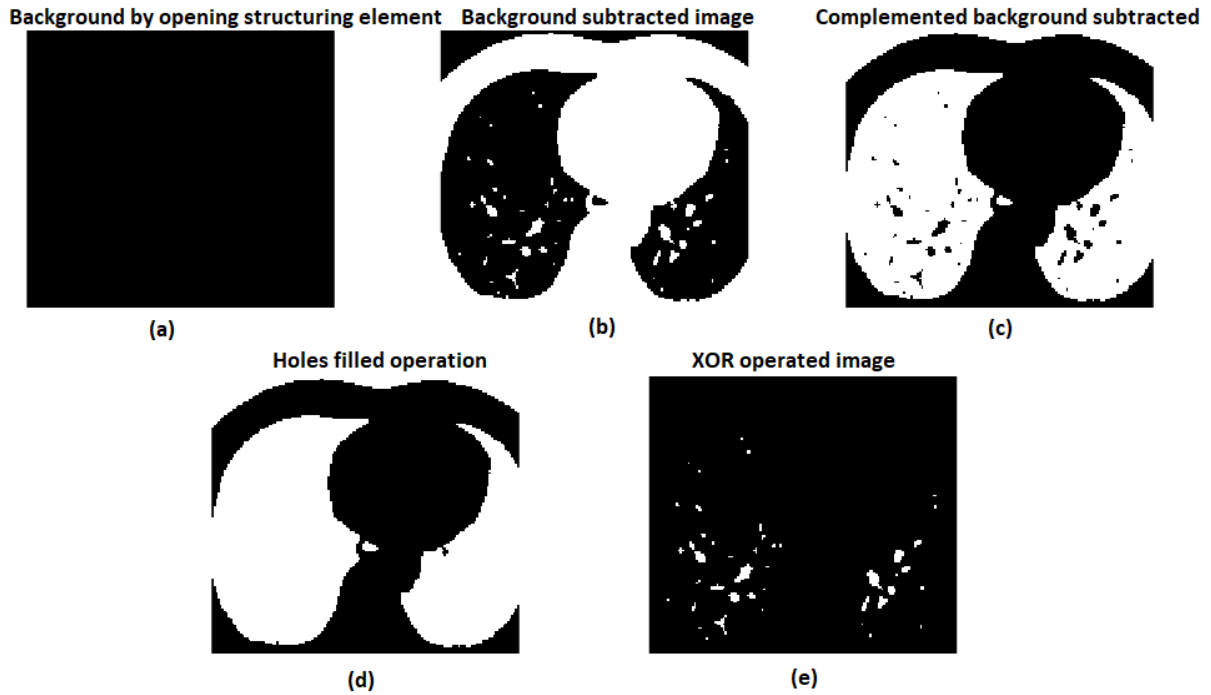 Background by opening structuring element
Background subtracted image
Complemented background subtracted
(a)
(b)
(c)
Holes filled operation
XOR operated image
(d)
(e)